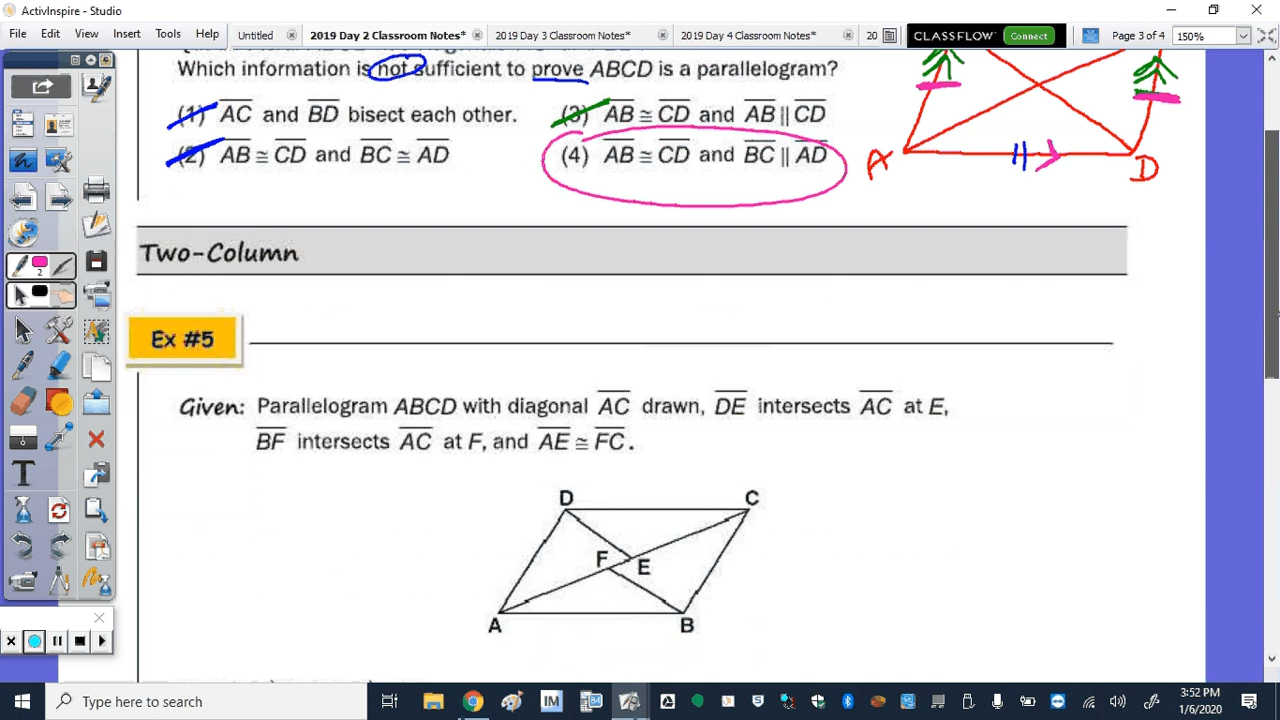 ActivInspire - Studio
File Edit View Insert Tools Help
Untitled
2019 Day 2 Classroom Notes*
2019 Day 3 Classroom Notes*
2019 Day 4 Classroom Notes*
20
CLASSFLOW Connect
Page 3 of 4
150%
Which information is not sufficient to prove ABCD is a parallelogram?
(1) AC and BD bisect each other.
(2) AB ≅ CD and BC ≅ AD
(3) AB ≅ CD and AB || CD
(4) AB ≅ CD and BC || AD
A
D
Two-Column
Ex #5
Given: Parallelogram ABCD with diagonal AC drawn, DE intersects AC at E,
BF intersects AC at F, and AE ≅ FC.
D C
F E
A B
2
T
Type here to search
IM
3:52 PM
1/6/2020